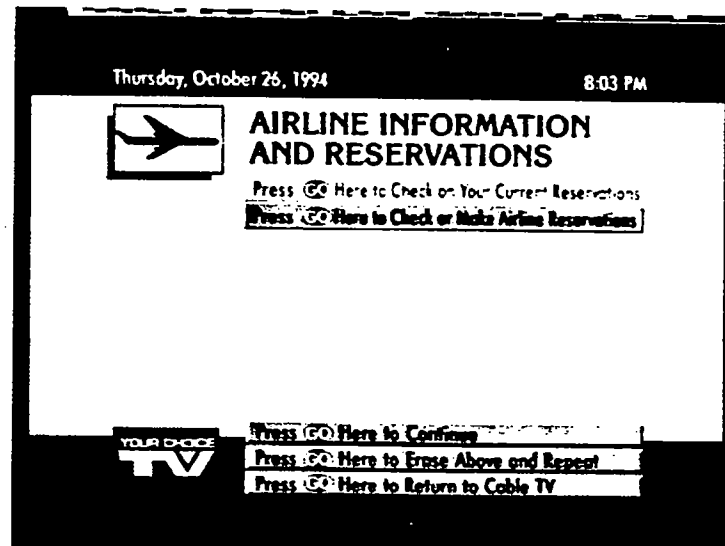 Thursday, October 26, 1994
8:03 PM
AIRLINE INFORMATION
AND RESERVATIONS
Press GO Here to Check on Your Current Reservations
Press GO Here to Check or Make Airline Reservations
Press GO Here to Continue
YOUR CHOICE
TV
Press GO Here to Erase Above and Repeat
Press GO Here to Return to Cable TV